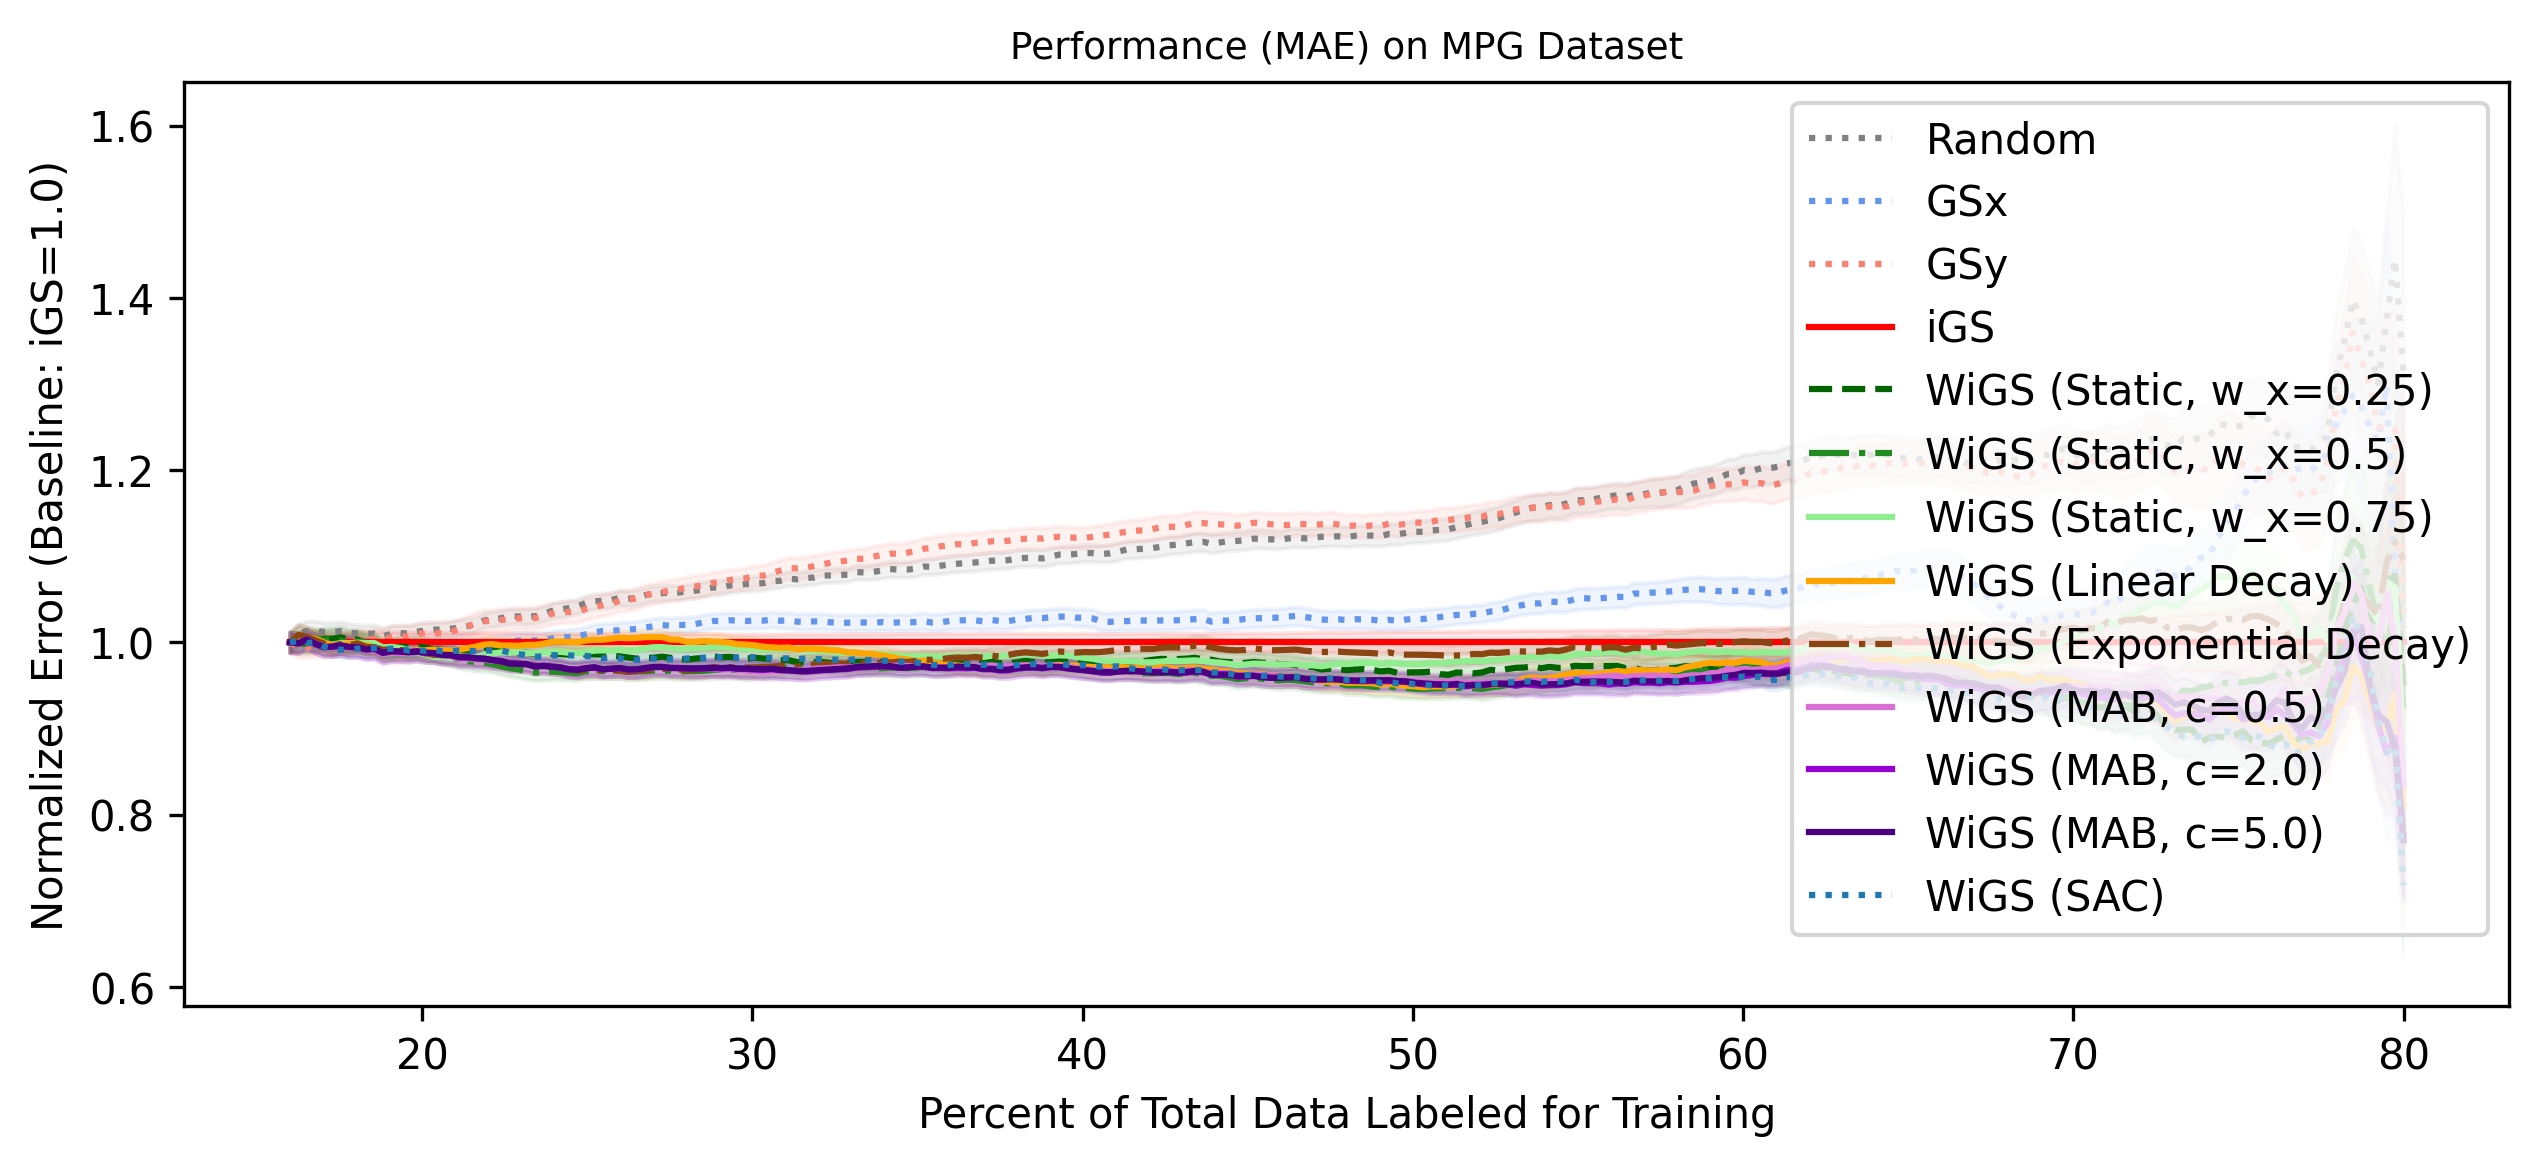 Performance (MAE) on MPG Dataset
Normalized Error (Baseline: iGS=1.0)
1.6
1.4
1.2
1.0
0.8
0.6
Random
GSx
GSy
iGS
WiGS (Static, w_x=0.25)
WiGS (Static, w_x=0.5)
WiGS (Static, w_x=0.75)
WiGS (Linear Decay)
WiGS (Exponential Decay)
WiGS (MAB, c=0.5)
WiGS (MAB, c=2.0)
WiGS (MAB, c=5.0)
WiGS (SAC)
20 30 40 50 60 70 80
Percent of Total Data Labeled for Training